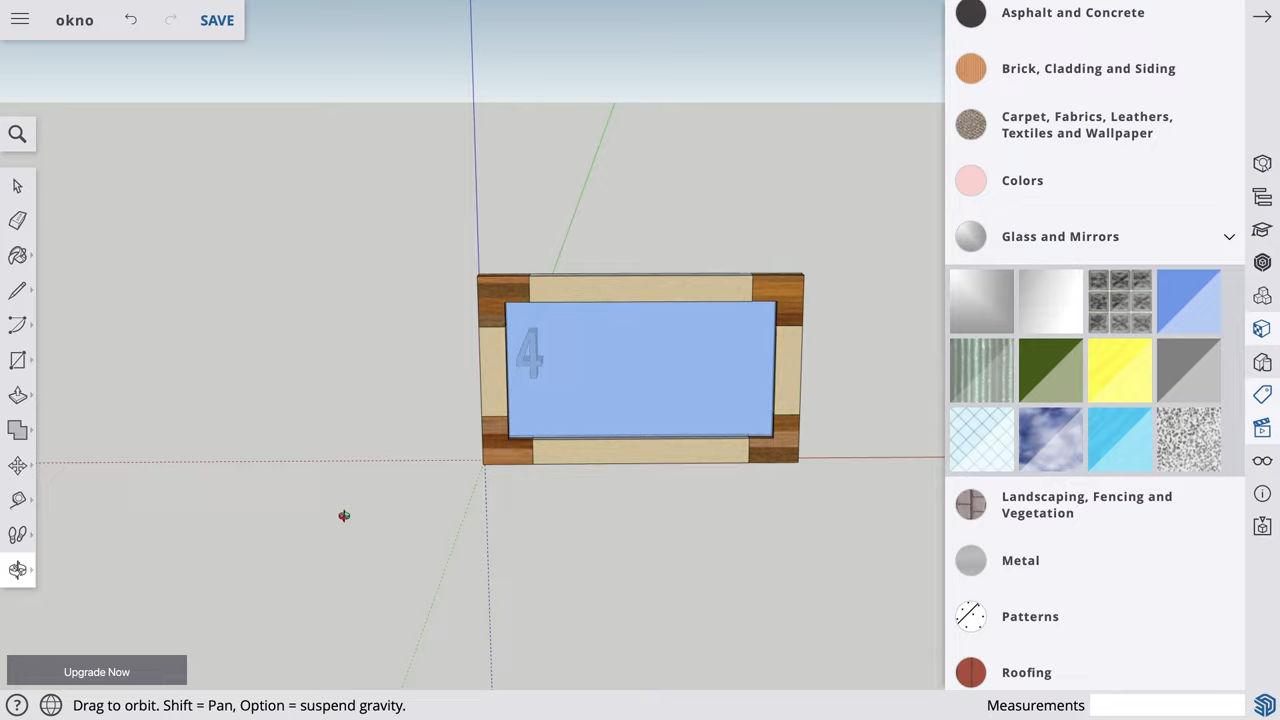 okno
SAVE
Asphalt and Concrete
Brick, Cladding and Siding
Carpet, Fabrics, Leathers,
Textiles and Wallpaper
Colors
Glass and Mirrors
4
Landscaping, Fencing and
Vegetation
Metal
Patterns
Roofing
Upgrade Now
? Drag to orbit. Shift = Pan, Option = suspend gravity.
Measurements